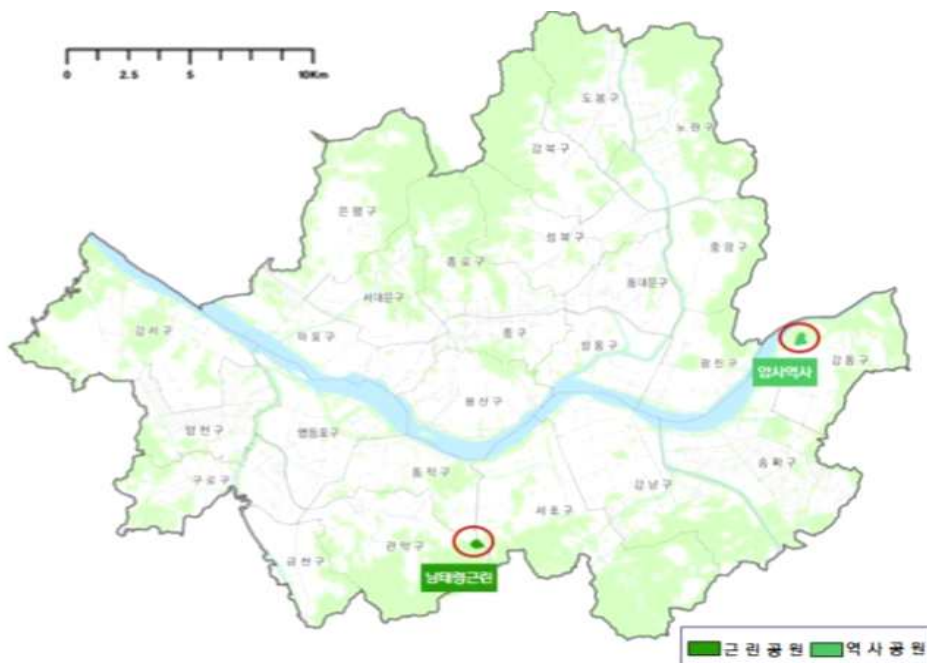 0 2.5 5 10Km
도봉구
노원구
강북구
은평구
성북구
중랑구
종로구
동대문구
서대문구
강서구
마포구
중구
성동구
광진구
강동구
암사역사
용산구
양천구
영등포구
송파구
동작구
구로구
강남구
서초구
관악구
금천구
남태령근린
근린공원 역사공원